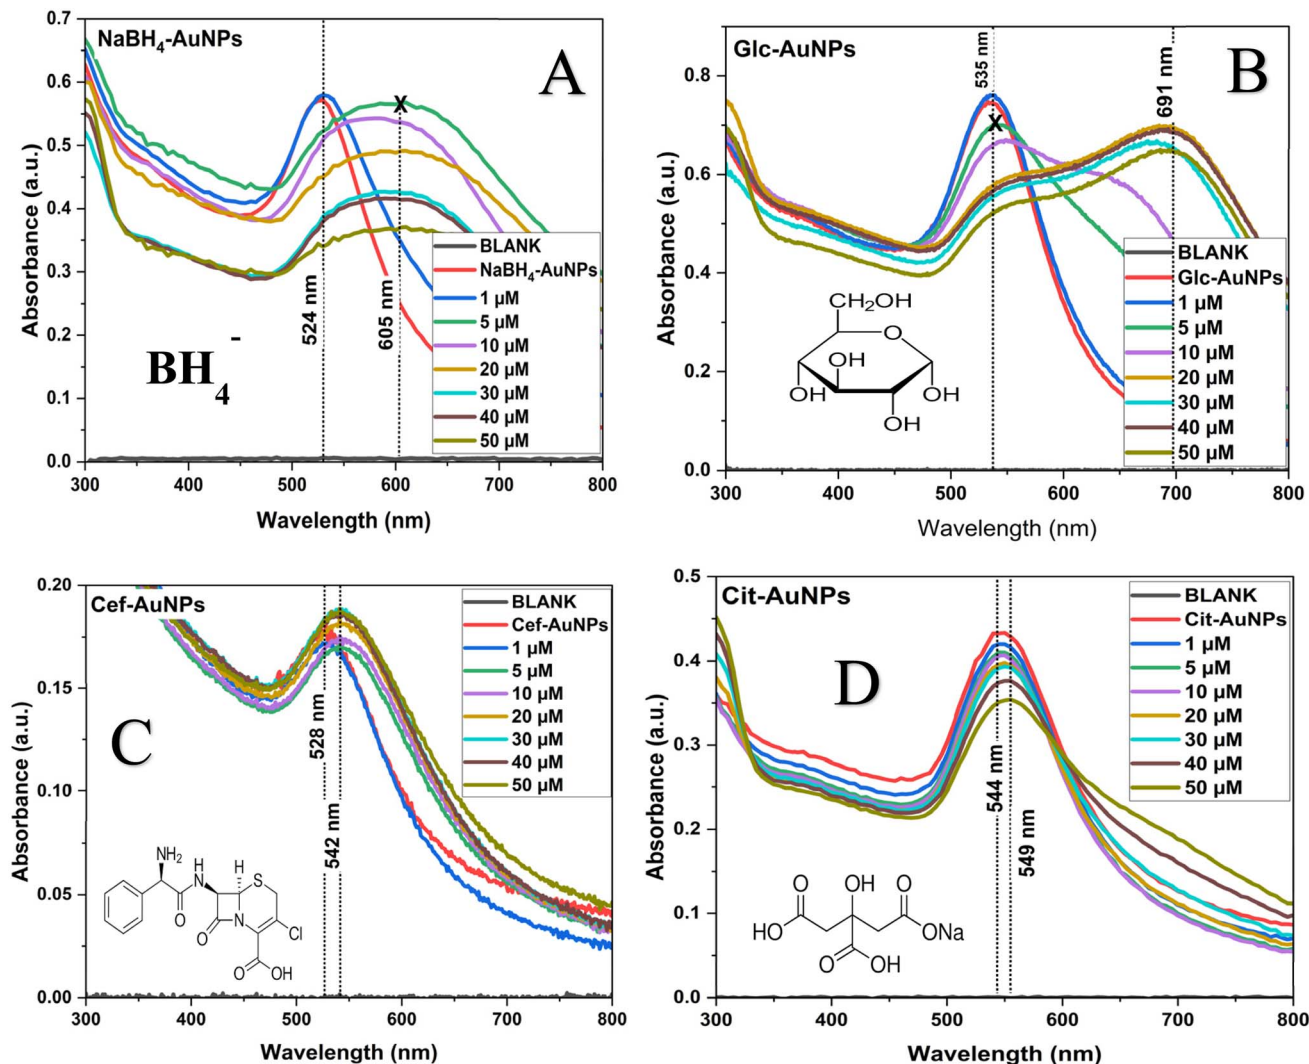 NaBH4-AuNPs
A
0.7
0.6
0.5
0.4
0.3
0.2
0.1
0.0
Absorbance (a.u.)
300 400 500 600 700 800
Wavelength (nm)
X
524 nm
605 nm
BH4-
BLANK
NaBH4-AuNPs
1 µM
5 µM
10 µM
20 µM
30 µM
40 µM
50 µM
Glc-AuNPs
B
0.8
0.6
0.4
0.2
0.0
Absorbance (a.u.)
300 400 500 600 700 800
Wavelength (nm)
535 nm
X
691 nm
CH2OH
O
OH
OH
OH
OH
BLANK
Glc-AuNPs
1 µM
5 µM
10 µM
20 µM
30 µM
40 µM
50 µM
Cef-AuNPs
C
0.20
0.15
0.10
0.05
0.00
Absorbance (a.u.)
300 400 500 600 700 800
Wavelength (nm)
528 nm
542 nm
NH2
H
N
H
S
O
O
N
Cl
O
OH
BLANK
Cef-AuNPs
1 µM
5 µM
10 µM
20 µM
30 µM
40 µM
50 µM
Cit-AuNPs
D
0.5
0.4
0.3
0.2
0.1
0.0
Absorbance (a.u.)
300 400 500 600 700 800
Wavelength (nm)
544 nm
549 nm
O OH O
HO ONa
O OH
BLANK
Cit-AuNPs
1 µM
5 µM
10 µM
20 µM
30 µM
40 µM
50 µM